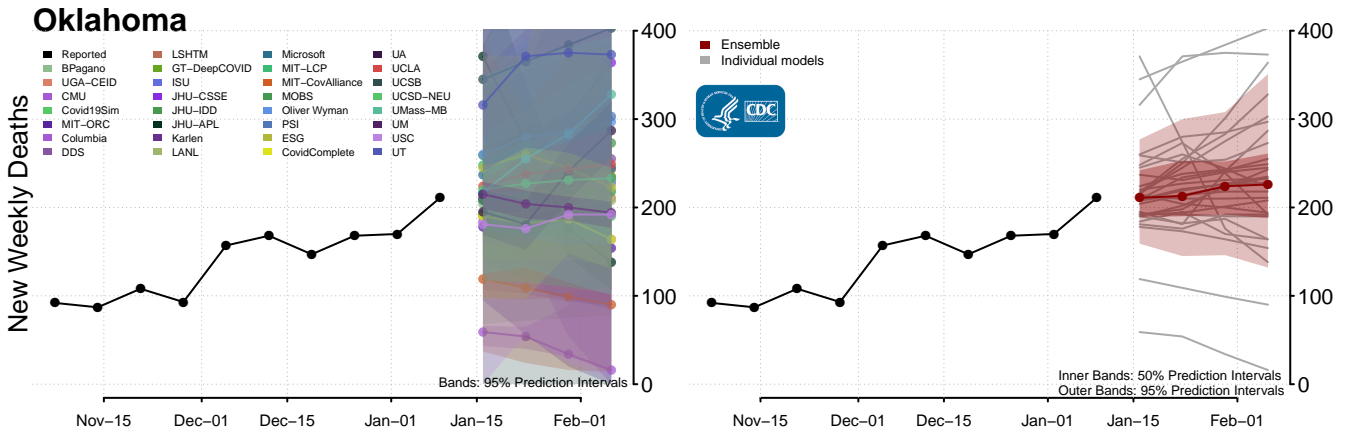 Oklahoma
New Weekly Deaths
Reported
BPagano
UGA−CEID
CMU
Covid19Sim
MIT−ORC
Columbia
DDS
LSHTM
GT−DeepCOVID
ISU
JHU−CSSE
JHU−IDD
JHU−APL
Karlen
LANL
Microsoft
MIT−LCP
MIT−CovAlliance
MOBS
Oliver Wyman
PSI
ESG
CovidComplete
UA
UCLA
UCSB
UCSD−NEU
UMass−MB
UM
USC
UT
400
300
200
100
0
Bands: 95% Prediction Intervals
Nov−15 Dec−01 Dec−15 Jan−01 Jan−15 Feb−01
Ensemble
Individual models
CDC
400
300
200
100
0
Inner Bands: 50% Prediction Intervals
Outer Bands: 95% Prediction Intervals
Nov−15 Dec−01 Dec−15 Jan−01 Jan−15 Feb−01